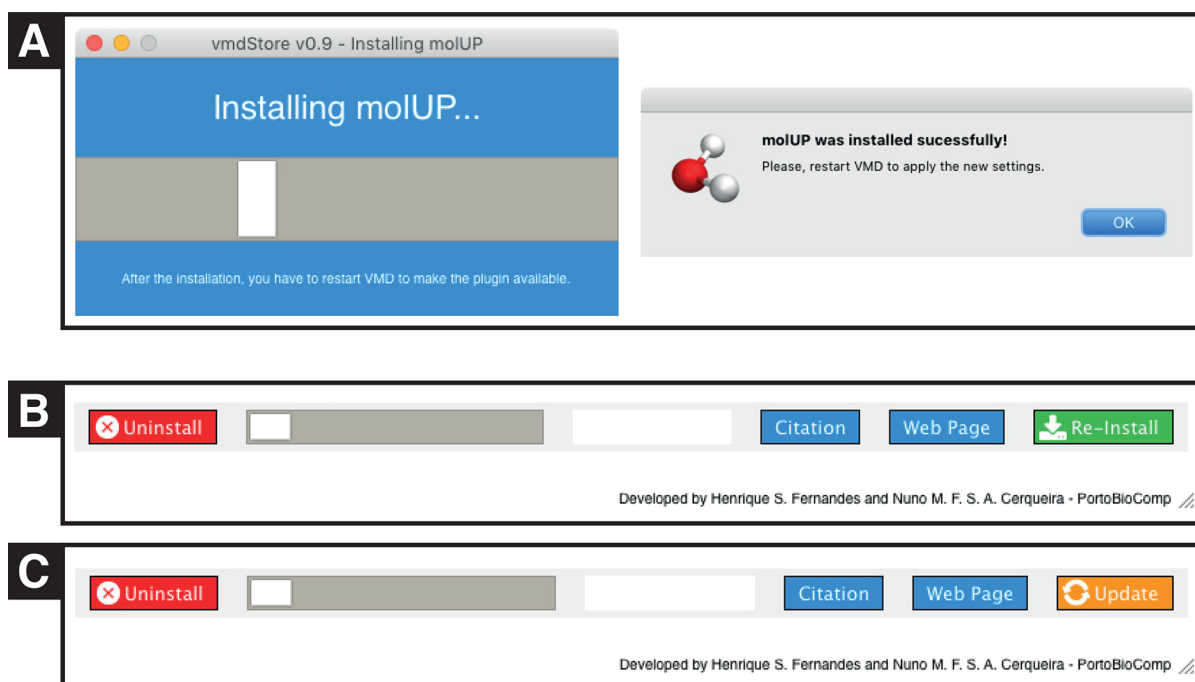 A
vmdStore v0.9 - Installing molUP
Installing molUP...
After the installation, you have to restart VMD to make the plugin available.
molUP was installed sucessfully!
Please, restart VMD to apply the new settings.
OK
B
Uninstall
Citation
Web Page
Re-Install
Developed by Henrique S. Fernandes and Nuno M. F. S. A. Cerqueira - PortoBioComp
C
Uninstall
Citation
Web Page
Update
Developed by Henrique S. Fernandes and Nuno M. F. S. A. Cerqueira - PortoBioComp